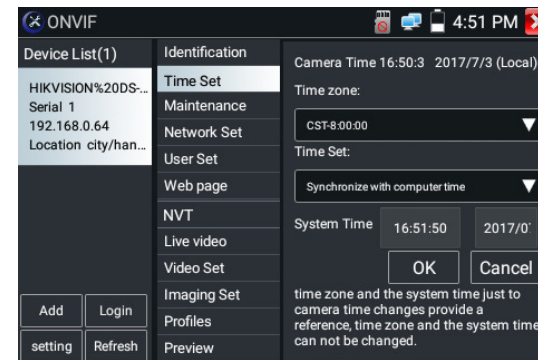 ONVIF
4:51 PM
Device List(1)
HIKVISION%20DS-...
Serial 1
192.168.0.64
Location city/han...
Add
Login
setting
Refresh
Identification
Time Set
Maintenance
Network Set
User Set
Web page
NVT
Live video
Video Set
Imaging Set
Profiles
Preview
Camera Time 16:50:3 2017/7/3 (Local)
Time zone:
CST-8:00:00
Time Set:
Synchronize with computer time
System Time 16:51:50 2017/0
OK
Cancel
time zone and the system time just to
camera time changes provide a
reference, time zone and the system time
can not be changed.